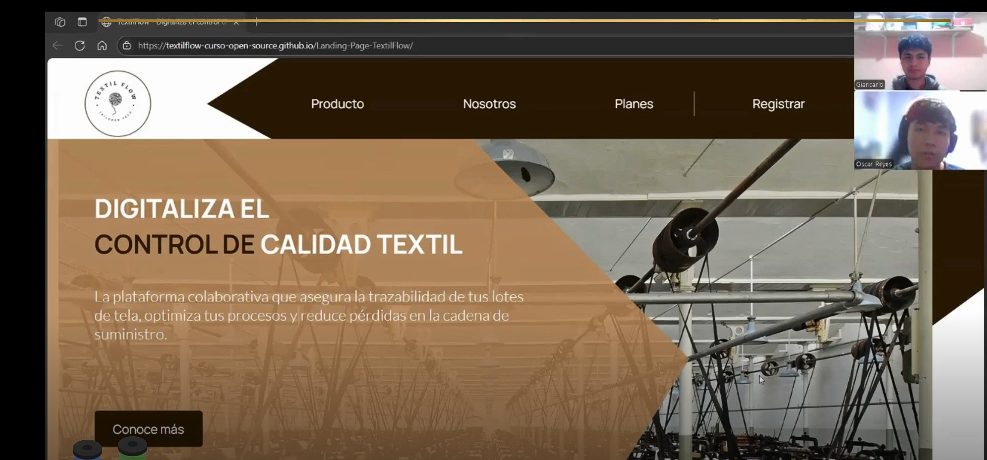 TextilFlow - Digitaliza el control
https://textilflow-curso-open-source.github.io/Landing-Page-TextilFlow/
TEXTIL FLOW
Producto
Nosotros
Planes
Registrar
Giancarlo
Oscar Reyes
DIGITALIZA EL
CONTROL DE CALIDAD TEXTIL
La plataforma colaborativa que asegura la trazabilidad de tus lotes
de tela, optimiza tus procesos y reduce pérdidas en la cadena de
suministro.
Conoce más